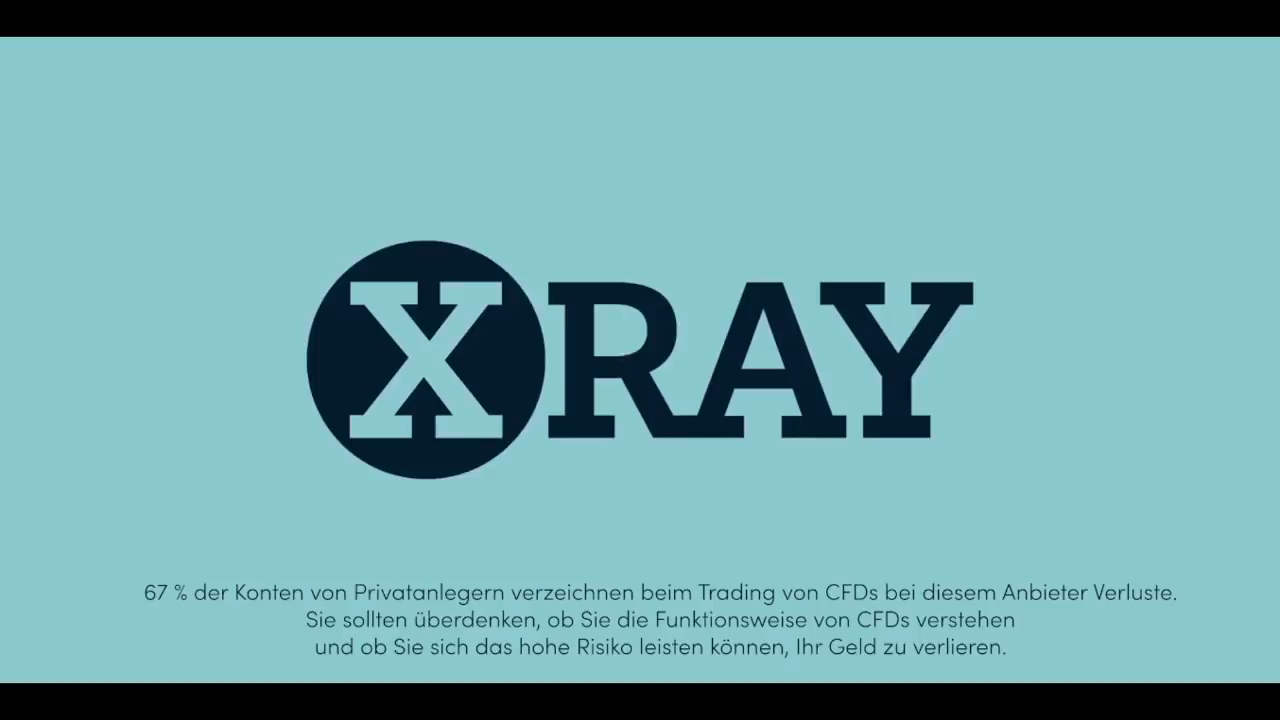 XRAY
67 % der Konten von Privatanlegern verzeichnen beim Trading von CFDs bei diesem Anbieter Verluste.
Sie sollten überdenken, ob Sie die Funktionsweise von CFDs verstehen
und ob Sie sich das hohe Risiko leisten können, Ihr Geld zu verlieren.